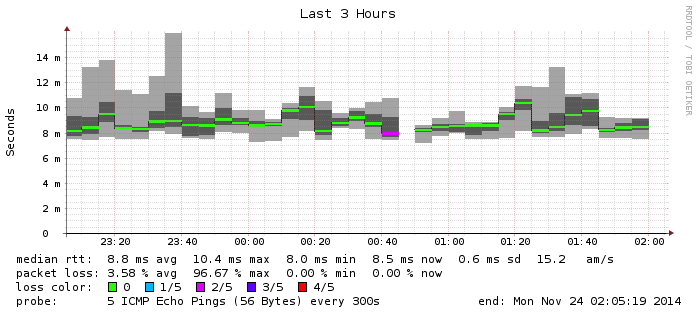 Last 3 Hours
RRDTOOL / TOBI OETIKER
Seconds
14 m
12 m
10 m
8 m
6 m
4 m
2 m
0
23:20 23:40 00:00 00:20 00:40 01:00 01:20 01:40 02:00
median rtt: 8.8 ms avg 10.4 ms max 8.0 ms min 8.5 ms now 0.6 ms sd 15.2 am/s
packet loss: 3.58 % avg 96.67 % max 0.00 % min 0.00 % now
loss color: 0 1/5 2/5 3/5 4/5
probe: 5 ICMP Echo Pings (56 Bytes) every 300s end: Mon Nov 24 02:05:19 2014